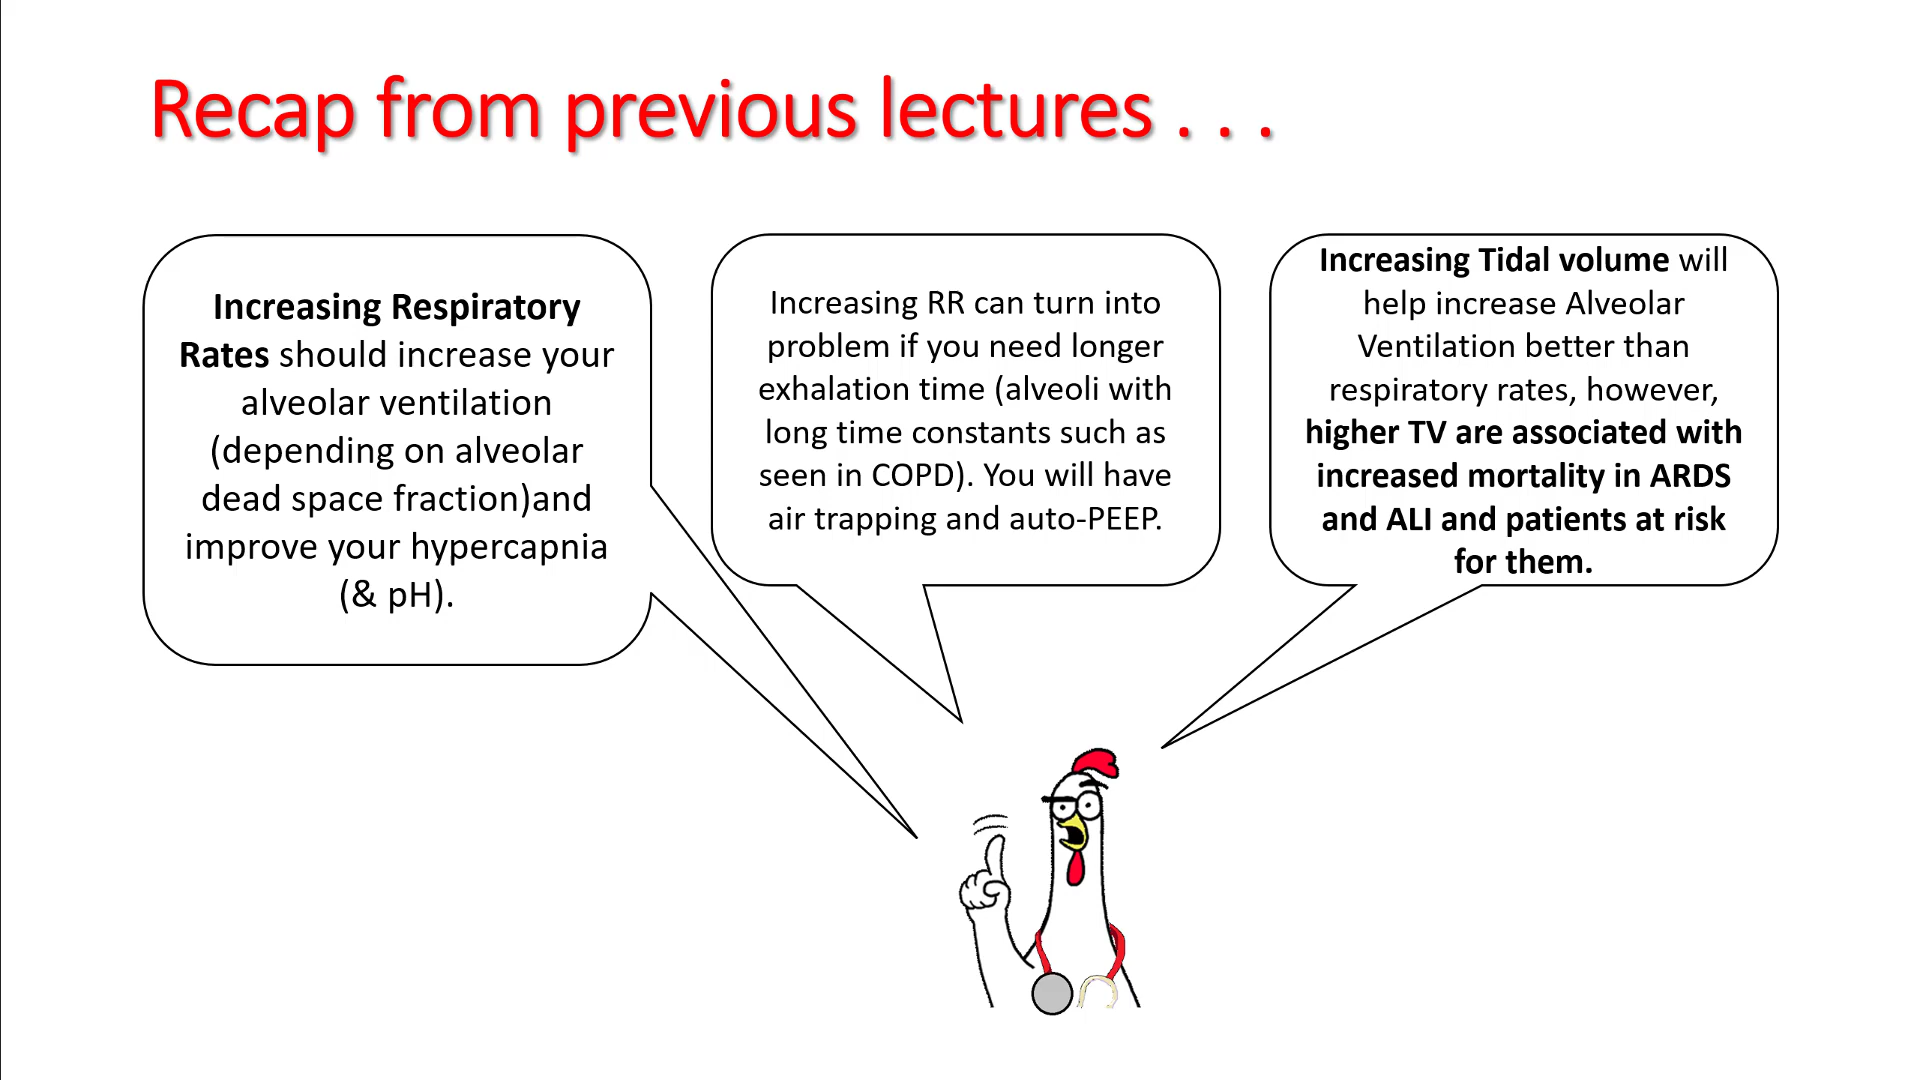 Recap from previous lectures . . .
Increasing Respiratory
Rates should increase your
alveolar ventilation
(depending on alveolar
dead space fraction)and
improve your hypercapnia
(& pH).
Increasing RR can turn into
problem if you need longer
exhalation time (alveoli with
long time constants such as
seen in COPD). You will have
air trapping and auto-PEEP.
Increasing Tidal volume will
help increase Alveolar
Ventilation better than
respiratory rates, however,
higher TV are associated with
increased mortality in ARDS
and ALI and patients at risk
for them.